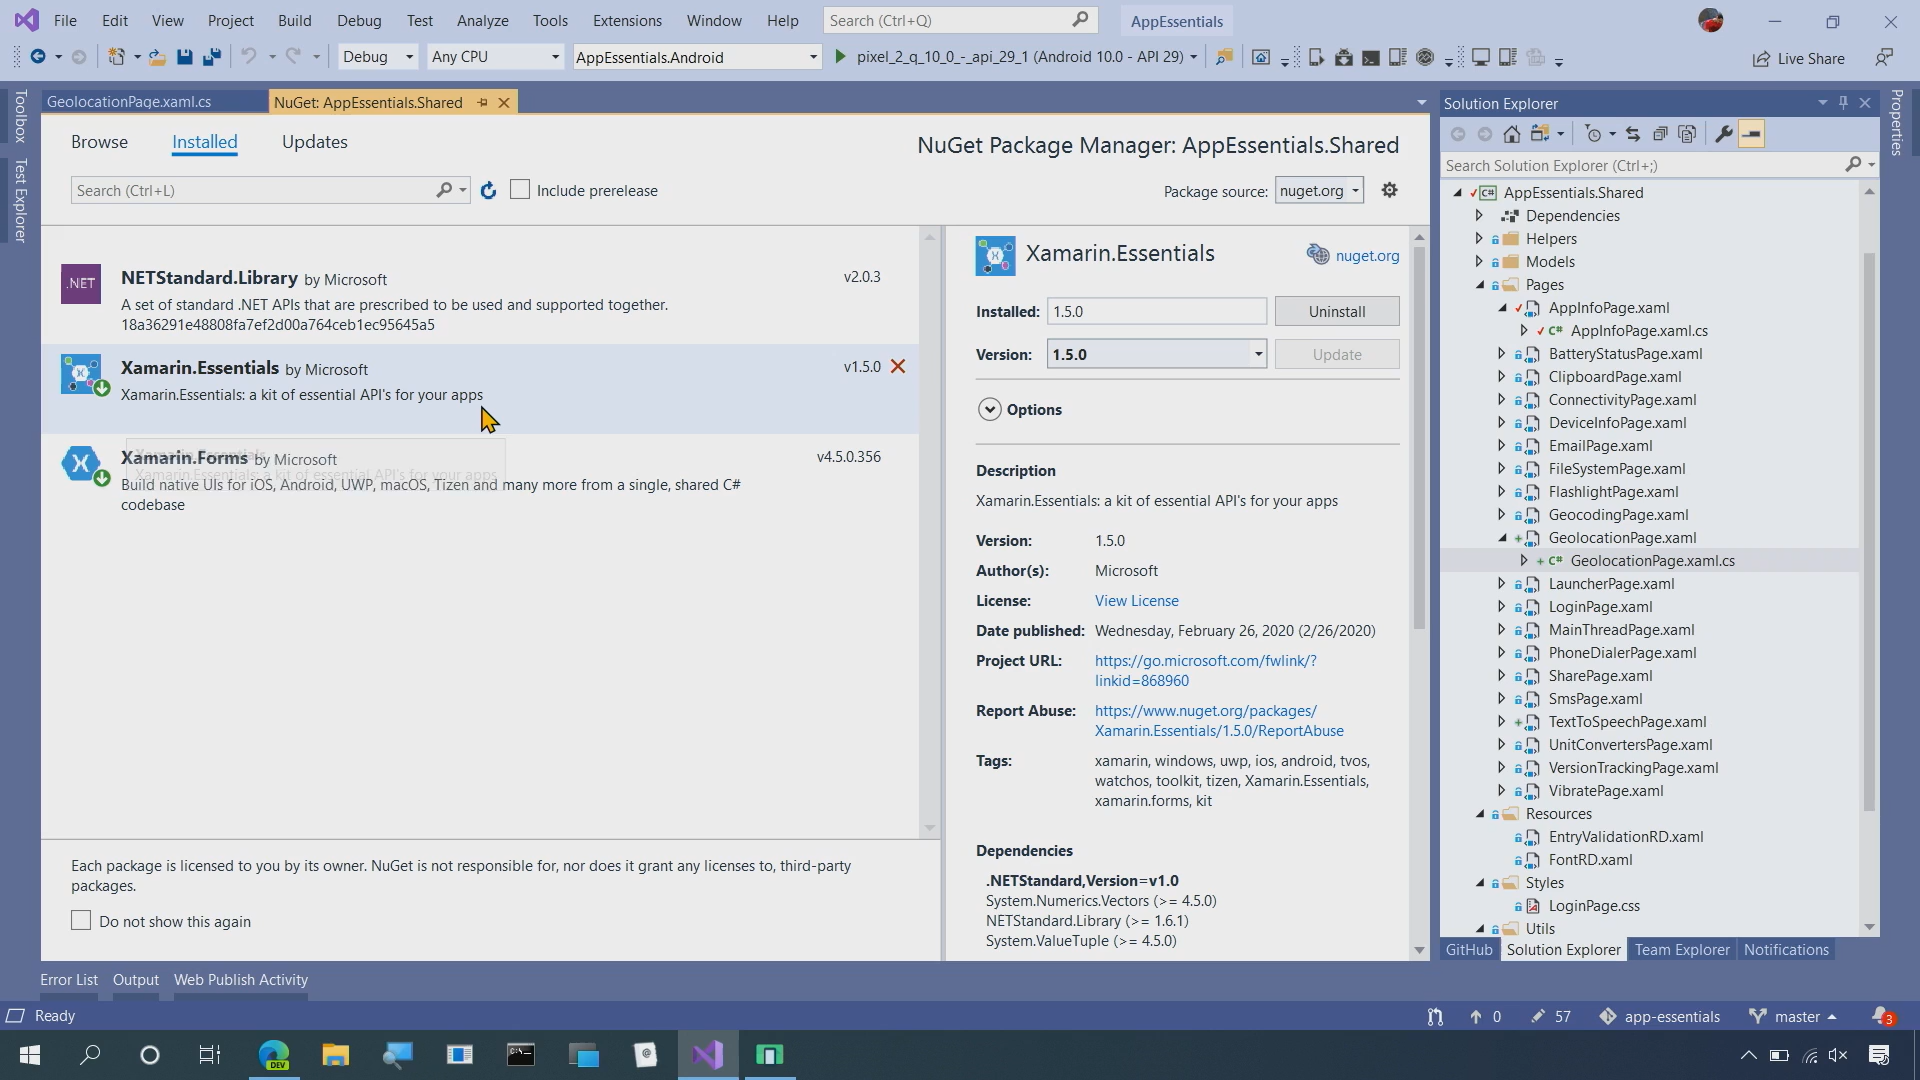 File Edit View Project Build Debug Test Analyze Tools Extensions Window Help Search (Ctrl+Q) AppEssentials
Debug Any CPU AppEssentials.Android pixel_2_q_10_0_-_api_29_1 (Android 10.0 - API 29) Live Share
Toolbox
Test Explorer
GeolocationPage.xaml.cs NuGet: AppEssentials.Shared
Browse Installed Updates
NuGet Package Manager: AppEssentials.Shared
Search (Ctrl+L) Include prerelease
Package source: nuget.org
.NET
NETStandard.Library by Microsoft v2.0.3
A set of standard .NET APIs that are prescribed to be used and supported together.
18a36291e48808fa7ef2d00a764ceb1ec95645a5
Xamarin.Essentials by Microsoft v1.5.0
Xamarin.Essentials: a kit of essential API's for your apps
Xamarin.Forms by Microsoft v4.5.0.356
Xamarin.Essentials
Xamarin.Essentials: a kit of essential API's for your apps
Build native UIs for iOS, Android, UWP, macOS, Tizen and many more from a single, shared C#
codebase
Each package is licensed to you by its owner. NuGet is not responsible for, nor does it grant any licenses to, third-party
packages.
Do not show this again
Xamarin.Essentials nuget.org
Installed: 1.5.0 Uninstall
Version: 1.5.0 Update
Options
Description
Xamarin.Essentials: a kit of essential API's for your apps
Version: 1.5.0
Author(s): Microsoft
License: View License
Date published: Wednesday, February 26, 2020 (2/26/2020)
Project URL: https://go.microsoft.com/fwlink/?
linkid=868960
Report Abuse: https://www.nuget.org/packages/
Xamarin.Essentials/1.5.0/ReportAbuse
Tags: xamarin, windows, uwp, ios, android, tvos,
watchos, toolkit, tizen, Xamarin.Essentials,
xamarin.forms, kit
Dependencies
.NETStandard,Version=v1.0
System.Numerics.Vectors (>= 4.5.0)
NETStandard.Library (>= 1.6.1)
System.ValueTuple (>= 4.5.0)
Solution Explorer
Search Solution Explorer (Ctrl+;)
C# AppEssentials.Shared
Dependencies
Helpers
Models
Pages
AppInfoPage.xaml
C# AppInfoPage.xaml.cs
BatteryStatusPage.xaml
ClipboardPage.xaml
ConnectivityPage.xaml
DeviceInfoPage.xaml
EmailPage.xaml
FileSystemPage.xaml
FlashlightPage.xaml
GeocodingPage.xaml
GeolocationPage.xaml
C# GeolocationPage.xaml.cs
LauncherPage.xaml
LoginPage.xaml
MainThreadPage.xaml
PhoneDialerPage.xaml
SharePage.xaml
SmsPage.xaml
TextToSpeechPage.xaml
UnitConvertersPage.xaml
VersionTrackingPage.xaml
VibratePage.xaml
Resources
EntryValidationRD.xaml
FontRD.xaml
Styles
LoginPage.css
Utils
GitHub Solution Explorer Team Explorer Notifications
Properties
Error List Output Web Publish Activity
Ready 0 57 app-essentials master 3
DEV